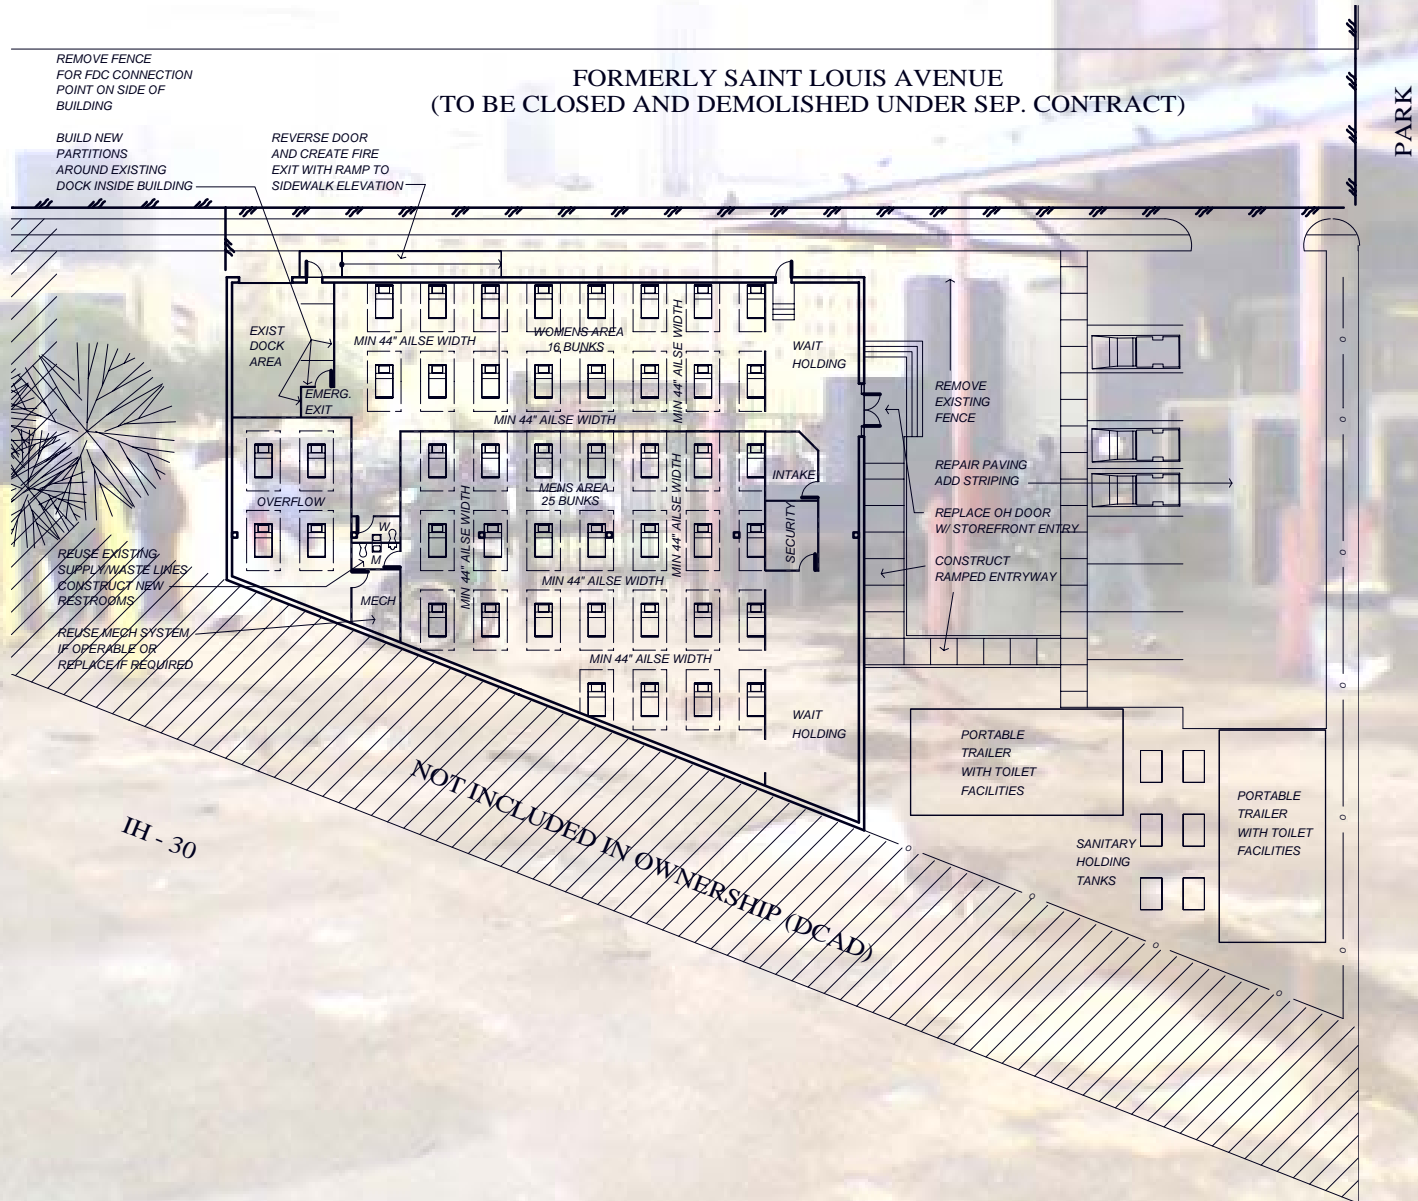 FORMERLY SAINT LOUIS AVENUE
(TO BE CLOSED AND DEMOLISHED UNDER SEP. CONTRACT)
PARK
REMOVE FENCE
FOR FDC CONNECTION
POINT ON SIDE OF
BUILDING
BUILD NEW
PARTITIONS
AROUND EXISTING
DOCK INSIDE BUILDING
REVERSE DOOR
AND CREATE FIRE
EXIT WITH RAMP TO
SIDEWALK ELEVATION
EXIST
DOCK
AREA
EMERG.
EXIT
MIN 44" AILSE WIDTH
WOMENS AREA
16 BUNKS
MIN 44" AILSE WIDTH
WAIT
HOLDING
MIN 44" AILSE WIDTH
OVERFLOW
MENS AREA
25 BUNKS
MIN 44" AILSE WIDTH
MIN 44" AILSE WIDTH
INTAKE
SECURITY
W
M
MECH
MIN 44" AILSE WIDTH
MIN 44" AILSE WIDTH
WAIT
HOLDING
REUSE EXISTING
SUPPLY/WASTE LINES
CONSTRUCT NEW
RESTROOMS
REUSE MECH SYSTEM
IF OPERABLE OR
REPLACE IF REQUIRED
REMOVE
EXISTING
FENCE
REPAIR PAVING
ADD STRIPING
REPLACE OH DOOR
W/ STOREFRONT ENTRY
CONSTRUCT
RAMPED ENTRYWAY
PORTABLE
TRAILER
WITH TOILET
FACILITIES
SANITARY
HOLDING
TANKS
PORTABLE
TRAILER
WITH TOILET
FACILITIES
NOT INCLUDED IN OWNERSHIP (DCAD)
IH - 30